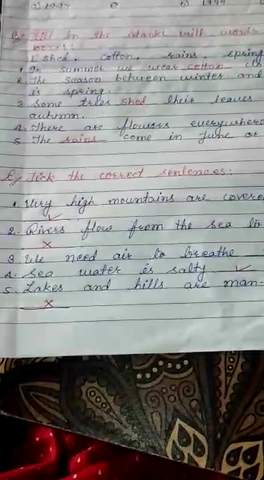 Fill in the blanks with words
boxes:
[shed, cotton, rains, spring
1. In summer we wear cotton
2. The season between winter and
is spring
3. Some trees shed their leaves
autumn.
4. There are flowers everywhere
5. The rains come in June or
Tick the correct sentences:
1. Very high mountains are covere
✓
2. Rivers flow from the sea to
×
3. We need air to breathe
4. Sea water is salty ✓
5. Lakes and hills are man-
×